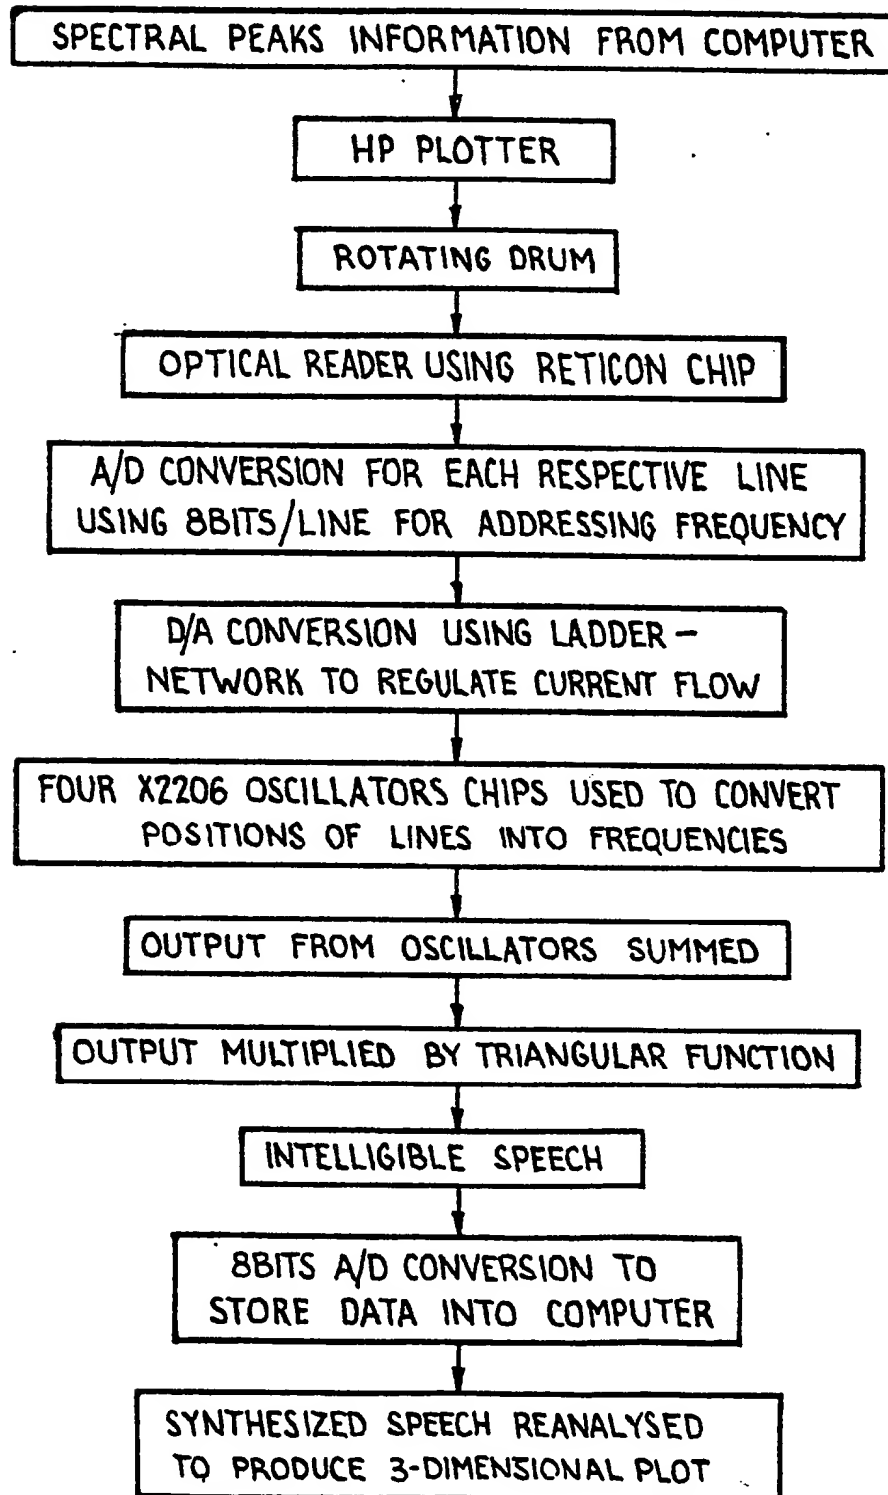 SPECTRAL PEAKS INFORMATION FROM COMPUTER
HP PLOTTER
ROTATING DRUM
OPTICAL READER USING RETICON CHIP
A/D CONVERSION FOR EACH RESPECTIVE LINE
USING 8BITS/LINE FOR ADDRESSING FREQUENCY
D/A CONVERSION USING LADDER-
NETWORK TO REGULATE CURRENT FLOW
FOUR X2206 OSCILLATORS CHIPS USED TO CONVERT
POSITIONS OF LINES INTO FREQUENCIES
OUTPUT FROM OSCILLATORS SUMMED
OUTPUT MULTIPLIED BY TRIANGULAR FUNCTION
INTELLIGIBLE SPEECH
8BITS A/D CONVERSION TO
STORE DATA INTO COMPUTER
SYNTHESIZED SPEECH REANALYSED
TO PRODUCE 3-DIMENSIONAL PLOT